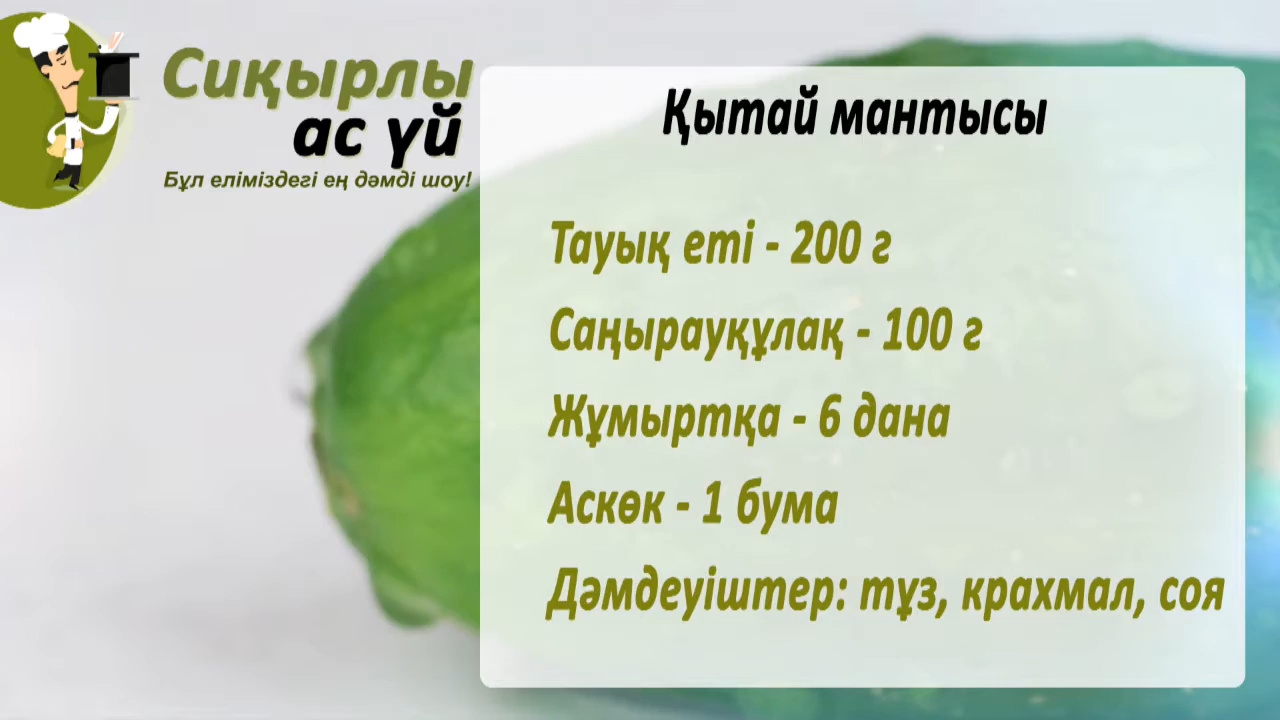 Сиқырлы
ас үй
Бұл еліміздегі ең дәмді шоу!
Қытай мантысы
Тауық еті - 200 г
Саңырауқұлақ - 100 г
Жұмыртқа - 6 дана
Аскөк - 1 бума
Дәмдеуіштер: тұз, крахмал, соя